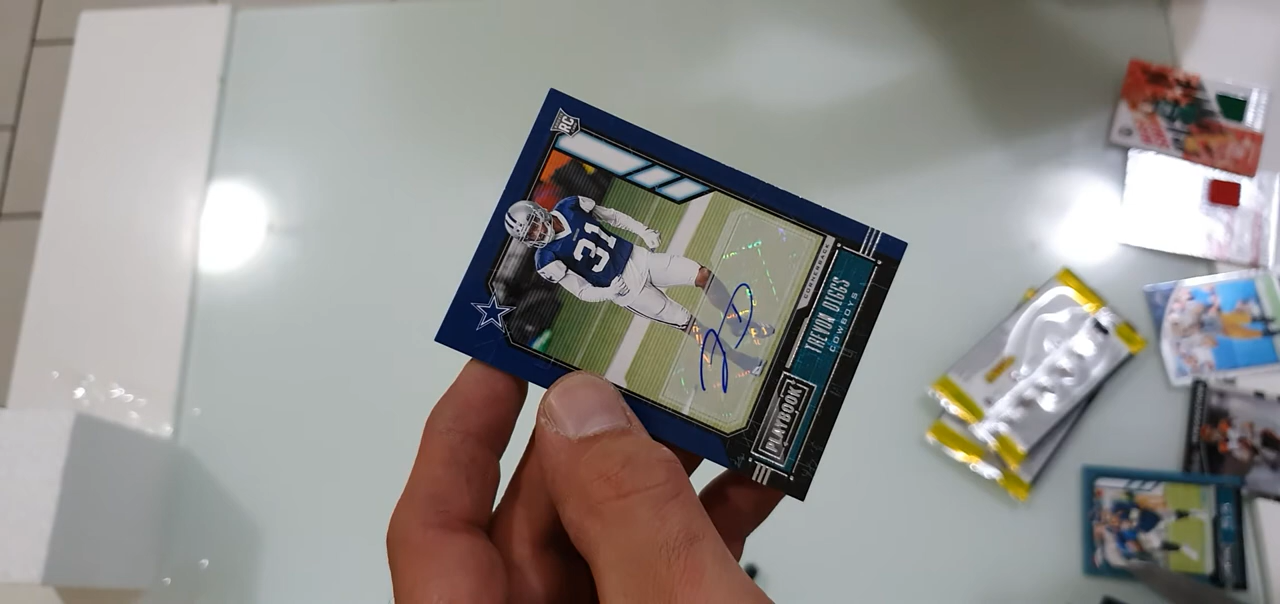 RC
31
CORNERBACK
TREVON DIGGS
COWBOYS
PLAYBOOK